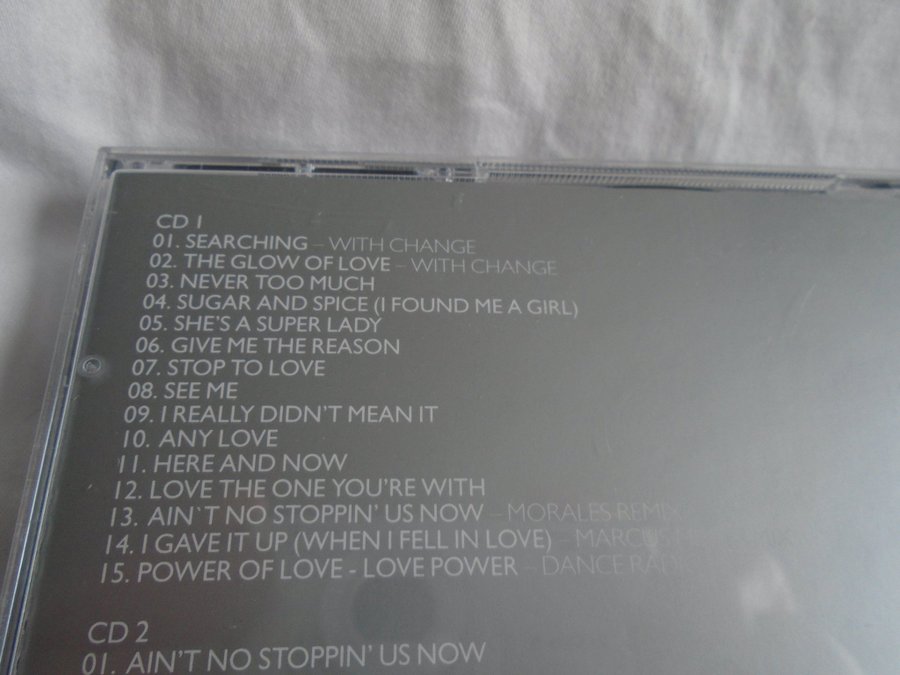 CD 1
01. SEARCHING – WITH CHANGE
02. THE GLOW OF LOVE – WITH CHANGE
03. NEVER TOO MUCH
04. SUGAR AND SPICE (I FOUND ME A GIRL)
05. SHE'S A SUPER LADY
06. GIVE ME THE REASON
07. STOP TO LOVE
08. SEE ME
09. I REALLY DIDN'T MEAN IT
10. ANY LOVE
11. HERE AND NOW
12. LOVE THE ONE YOU'RE WITH
13. AIN`T NO STOPPIN' US NOW – MORALES REMIX
14. I GAVE IT UP (WHEN I FELL IN LOVE) –
15. POWER OF LOVE - LOVE POWER – DANCE
CD 2
01. AIN'T NO STOPPIN' US NOW